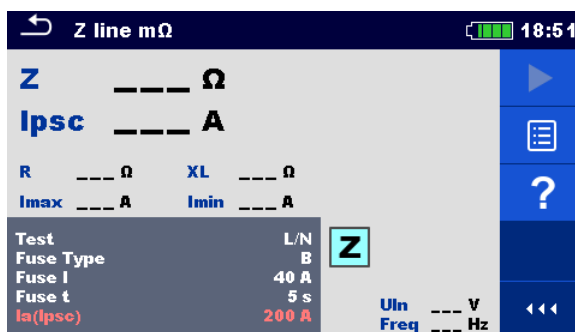 Z line mΩ 18:51
Z ___ Ω
Ipsc ___ A
R ___ Ω XL ___ Ω
Imax ___ A Imin ___ A
?
Test L/N
Fuse Type B
Fuse I 40 A
Fuse t 5 s
Ia(Ipsc) 200 A
Z
Uln ___ V
Freq ___ Hz